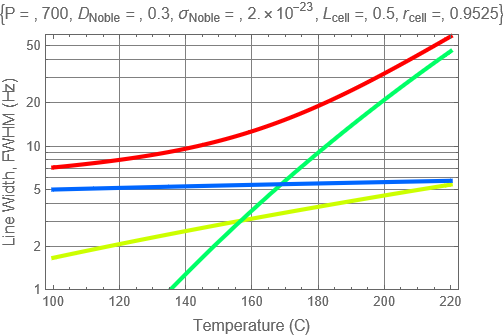 {P = , 700, D_Noble = , 0.3, σ_Noble = , 2. × 10^−23, L_cell = , 0.5, r_cell = , 0.9525}
50
20
10
5
2
1
Line Width, FWHM (Hz)
100 120 140 160 180 200 220
Temperature (C)